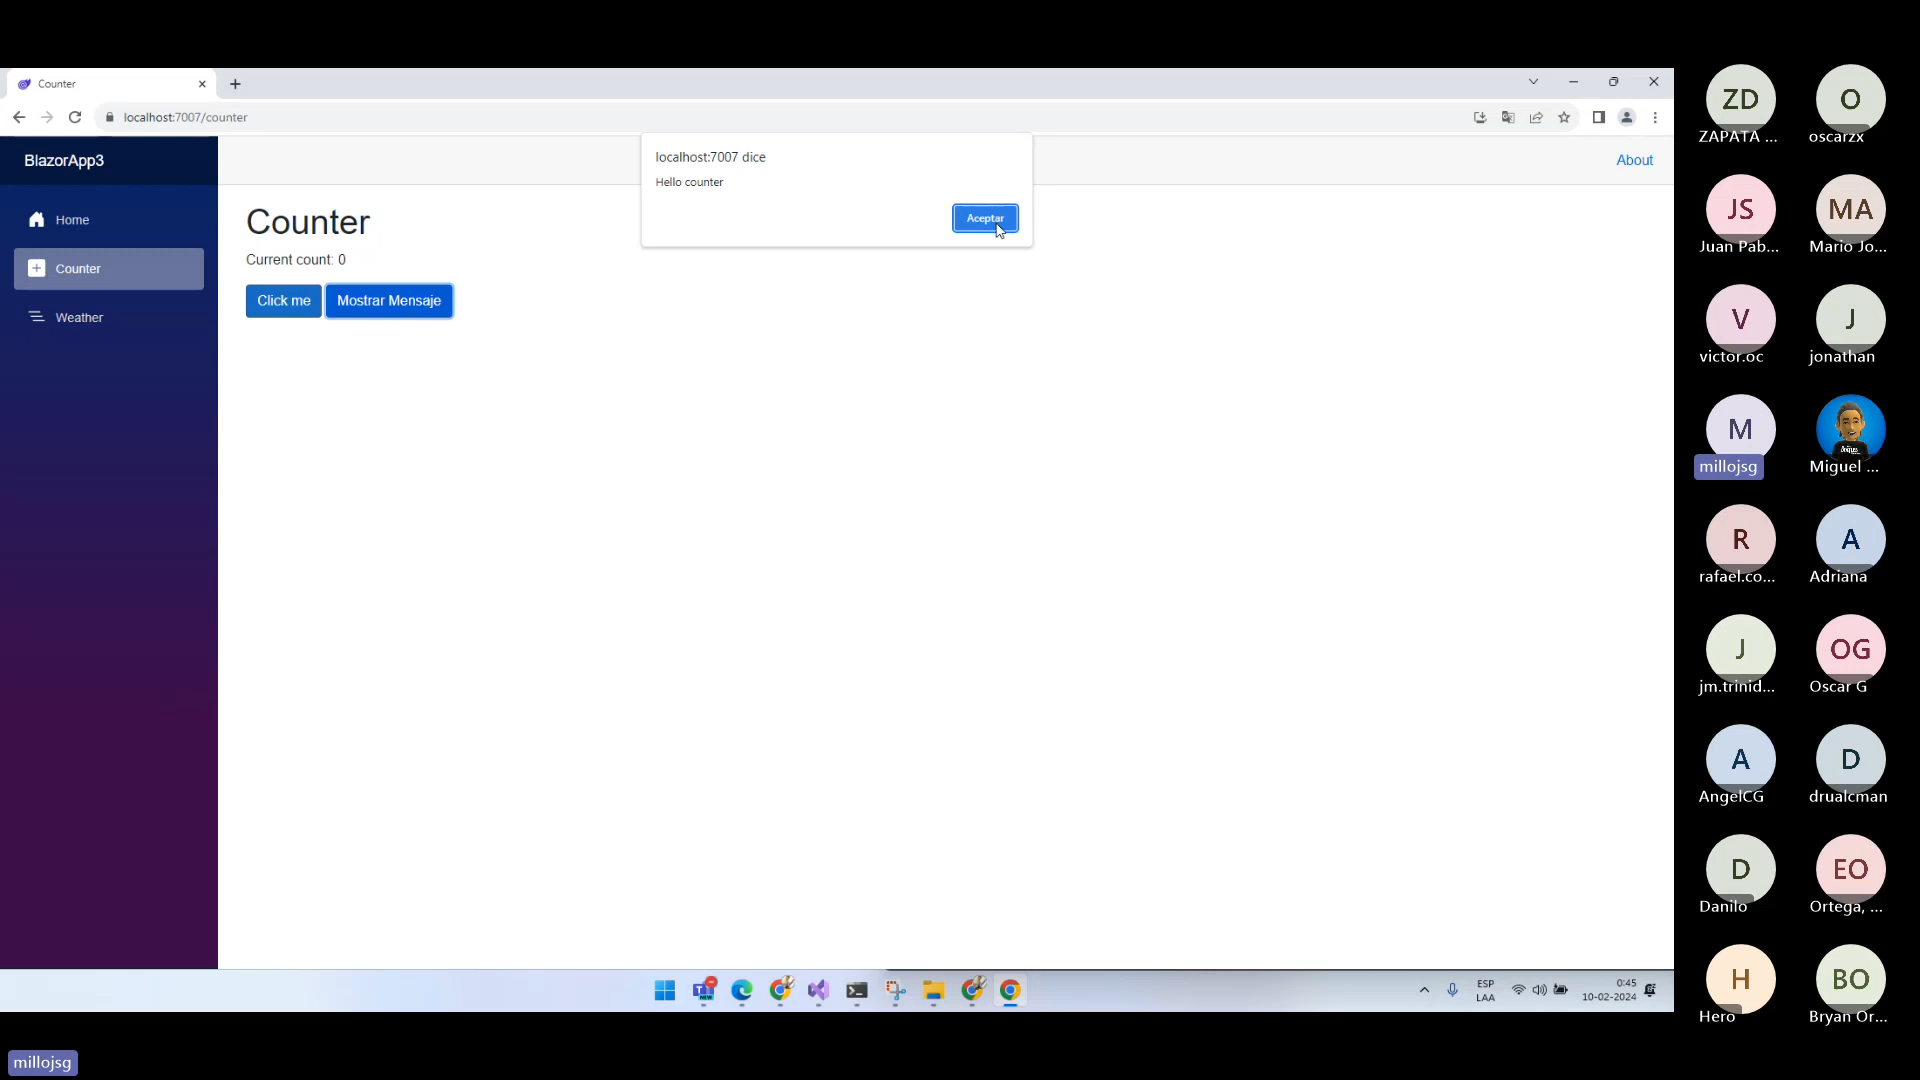 Counter
localhost:7007/counter
BlazorApp3
Home
Counter
Weather
About
Counter
Current count: 0
Click me
Mostrar Mensaje
localhost:7007 dice
Hello counter
Aceptar
ZD
ZAPATA ...
O
oscarzx
JS
Juan Pab...
MA
Mario Jo...
V
victor.oc
J
jonathan
M
millojsg
Miguel ...
R
rafael.co...
A
Adriana
J
jm.trinid...
OG
Oscar G
A
AngelCG
D
drualcman
D
Danilo
EO
Ortega, ...
H
Hero
BO
Bryan Or...
NEW
ESP
LAA
0:45
10-02-2024
millojsg